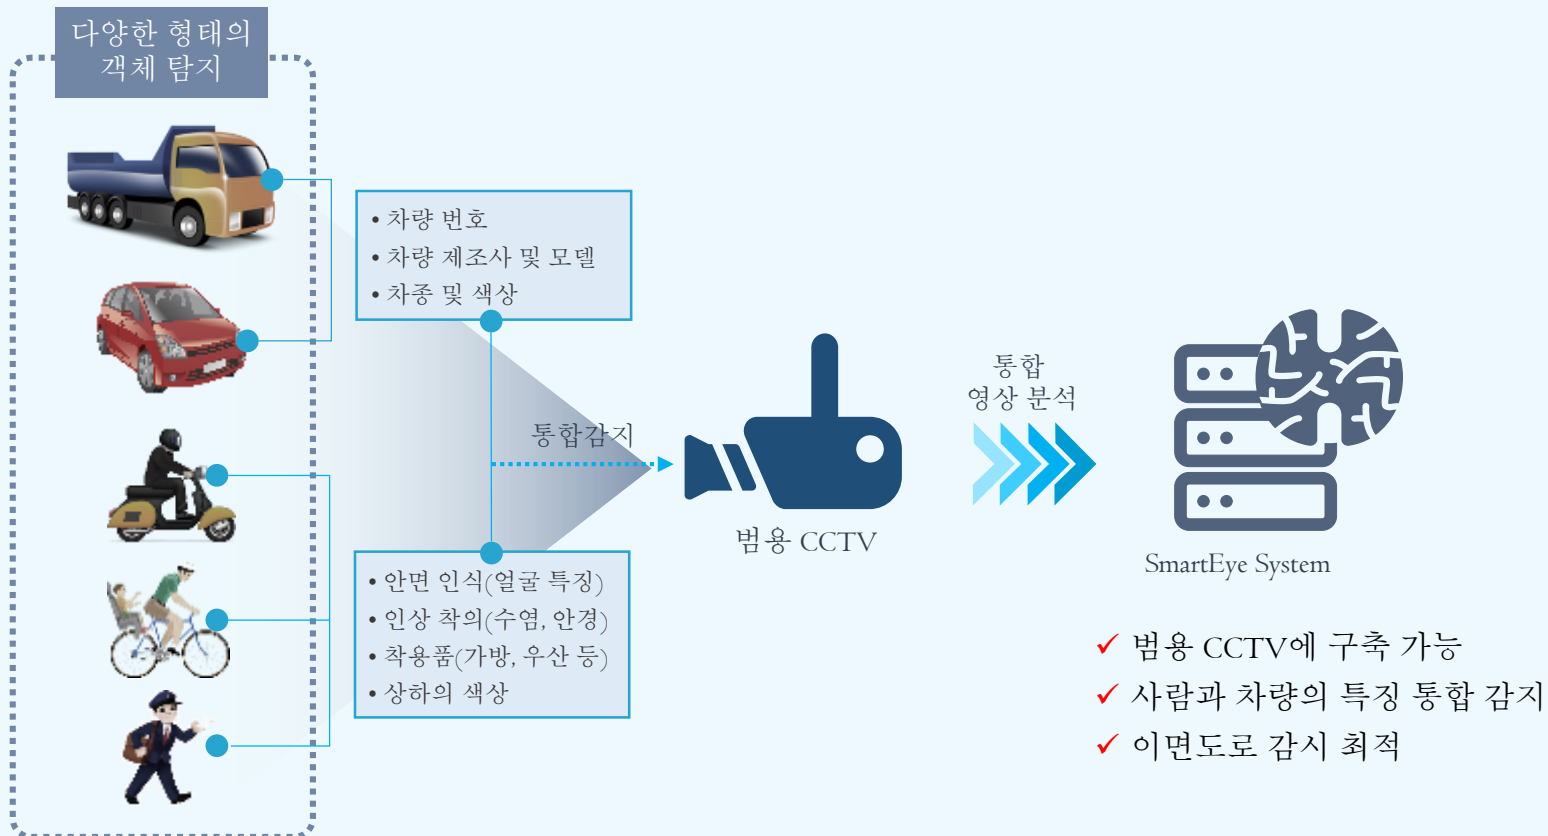 다양한 형태의
객체 탐지
• 차량 번호
• 차량 제조사 및 모델
• 차종 및 색상
통합감지
• 안면 인식(얼굴 특징)
• 인상 착의(수염, 안경)
• 착용품(가방, 우산 등)
• 상하의 색상
범용 CCTV
통합
영상 분석
SmartEye System
✓ 범용 CCTV에 구축 가능
✓ 사람과 차량의 특징 통합 감지
✓ 이면도로 감시 최적